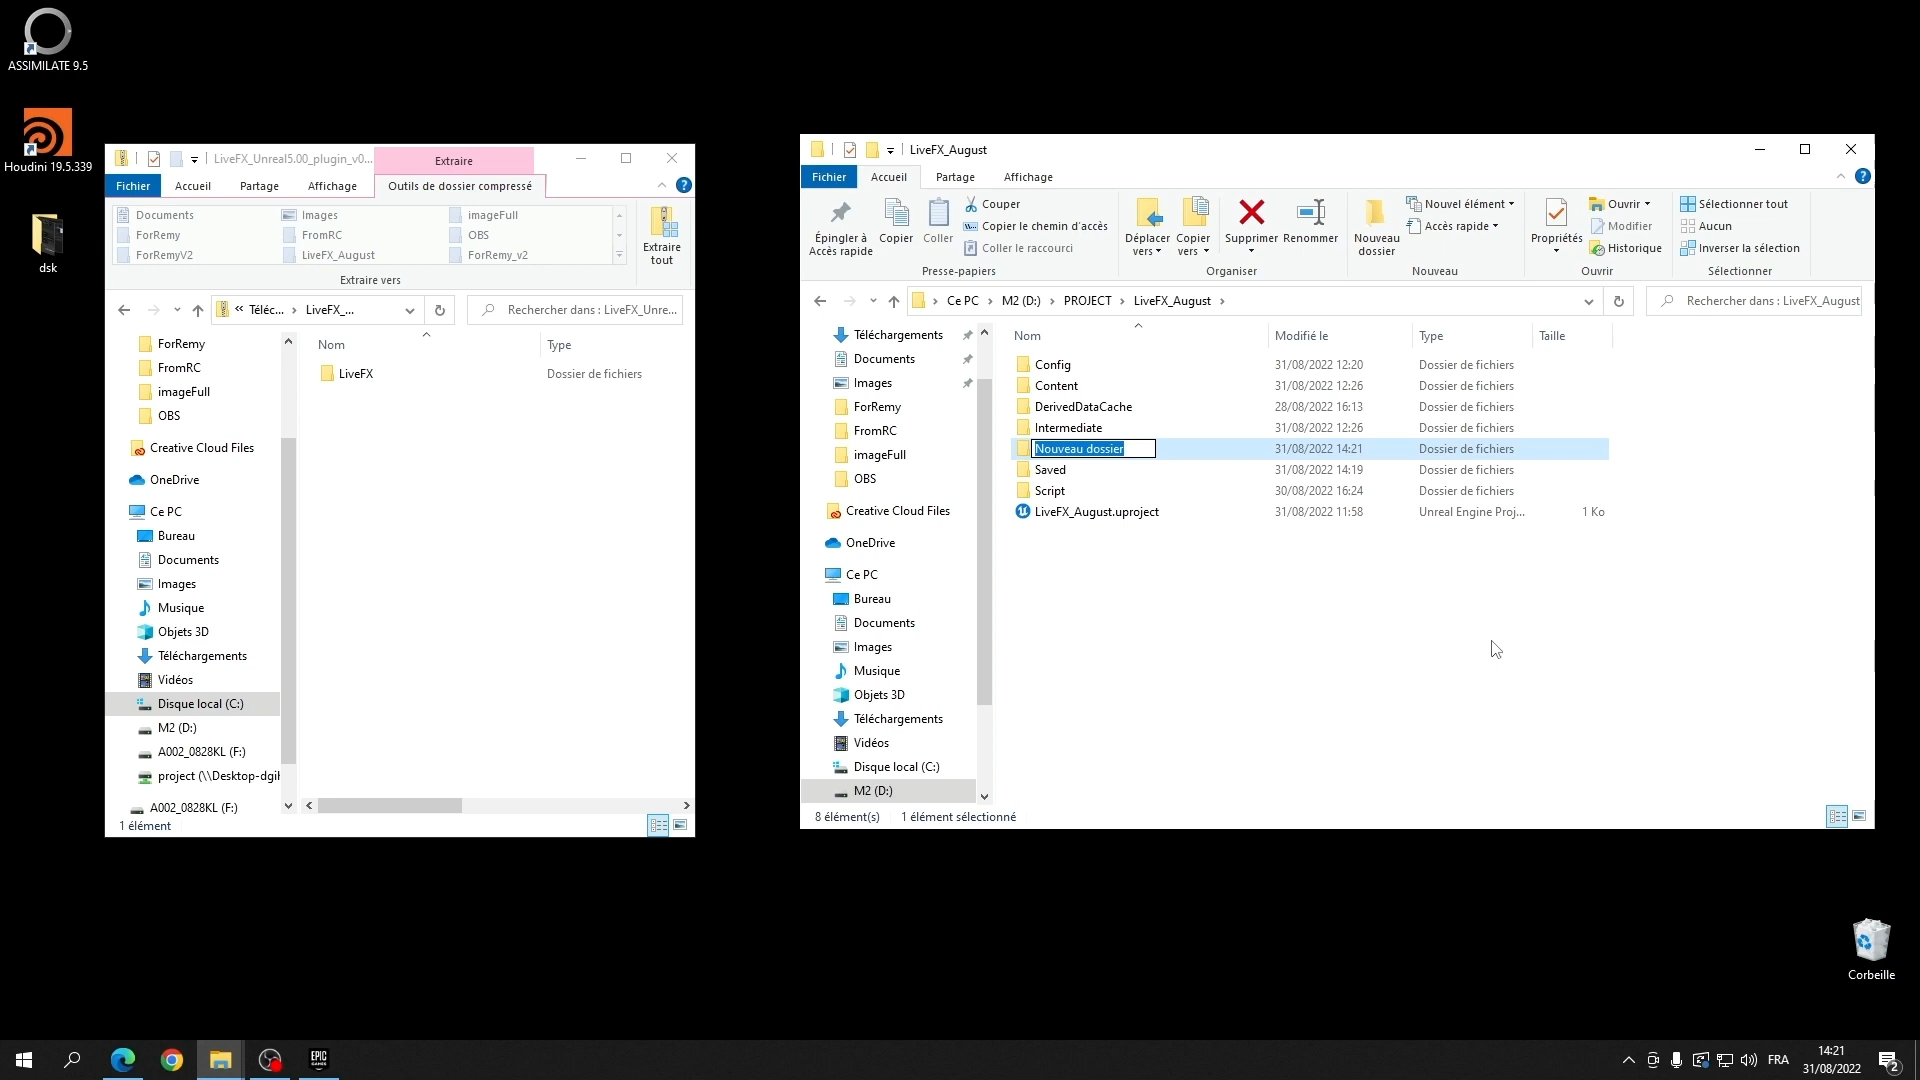 ASSIMILATE 9.5
Houdini 19.5.339
dsk
LiveFX_Unreal5.00_plugin_v0...
Extraire
Fichier
Accueil
Partage
Affichage
Outils de dossier compressé
Documents
Images
imageFull
ForRemy
FromRC
OBS
ForRemyV2
LiveFX_August
ForRemy_v2
Extraire tout
Extraire vers
« Téléc... › LiveFX_...
Rechercher dans : LiveFX_Unre...
ForRemy
FromRC
imageFull
OBS
Creative Cloud Files
OneDrive
Ce PC
Bureau
Documents
Images
Musique
Objets 3D
Téléchargements
Vidéos
Disque local (C:)
M2 (D:)
A002_0828KL (F:)
project (\\Desktop-dgil
A002_0828KL (F:)
Nom
Type
LiveFX
Dossier de fichiers
1 élément
LiveFX_August
Fichier
Accueil
Partage
Affichage
Épingler à Accès rapide
Copier
Coller
Couper
Copier le chemin d'accès
Coller le raccourci
Presse-papiers
Déplacer vers
Copier vers
Supprimer
Renommer
Organiser
Nouveau dossier
Nouvel élément
Accès rapide
Nouveau
Propriétés
Ouvrir
Modifier
Historique
Ouvrir
Sélectionner tout
Aucun
Inverser la sélection
Sélectionner
› Ce PC › M2 (D:) › PROJECT › LiveFX_August ›
Rechercher dans : LiveFX_August
Téléchargements
Documents
Images
ForRemy
FromRC
imageFull
OBS
Creative Cloud Files
OneDrive
Ce PC
Bureau
Documents
Images
Musique
Objets 3D
Téléchargements
Vidéos
Disque local (C:)
M2 (D:)
Nom Modifié le Type Taille
Config 31/08/2022 12:20 Dossier de fichiers
Content 31/08/2022 12:26 Dossier de fichiers
DerivedDataCache 28/08/2022 16:13 Dossier de fichiers
Intermediate 31/08/2022 12:26 Dossier de fichiers
Nouveau dossier 31/08/2022 14:21 Dossier de fichiers
Saved 31/08/2022 14:19 Dossier de fichiers
Script 30/08/2022 16:24 Dossier de fichiers
LiveFX_August.uproject 31/08/2022 11:58 Unreal Engine Proj... 1 Ko
8 élément(s) 1 élément sélectionné
Corbeille
EPIC GAMES
FRA
14:21
31/08/2022
2